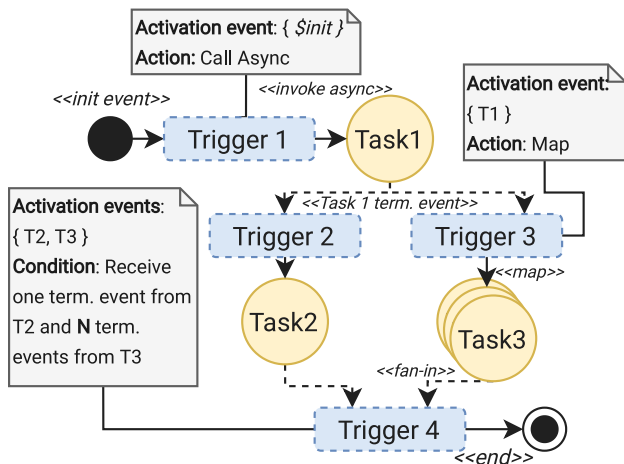 Activation event: { $init }
Action: Call Async
<<init event>>
<<invoke async>>
Trigger 1
Task1
Activation event:
{ T1 }
Action: Map
Activation events:
{ T2, T3 }
Condition: Receive
one term. event from
T2 and N term.
events from T3
<<Task 1 term. event>>
Trigger 2
Trigger 3
<<map>>
Task2
Task3
<<fan-in>>
Trigger 4
<<end>>